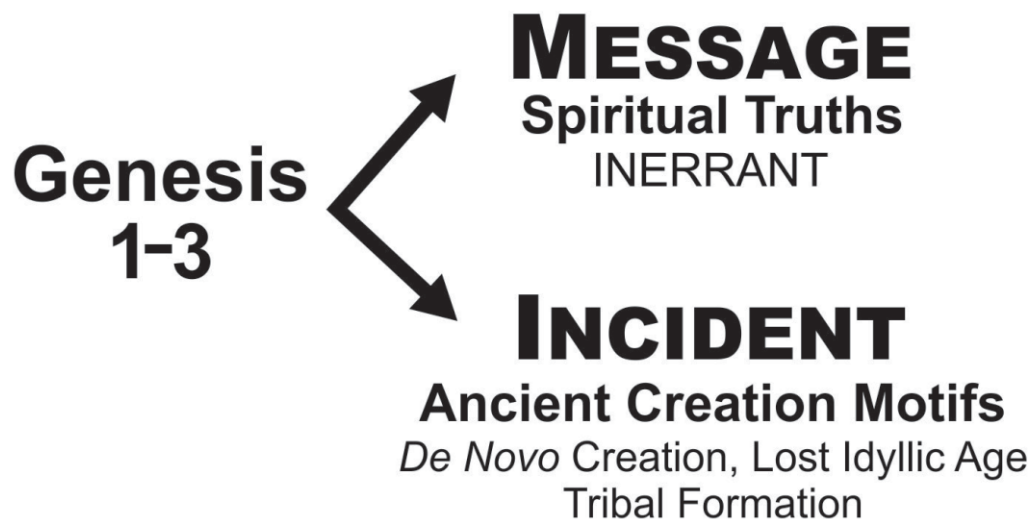 Genesis
1–3
MESSAGE
Spiritual Truths
INERRANT
INCIDENT
Ancient Creation Motifs
De Novo Creation, Lost Idyllic Age
Tribal Formation